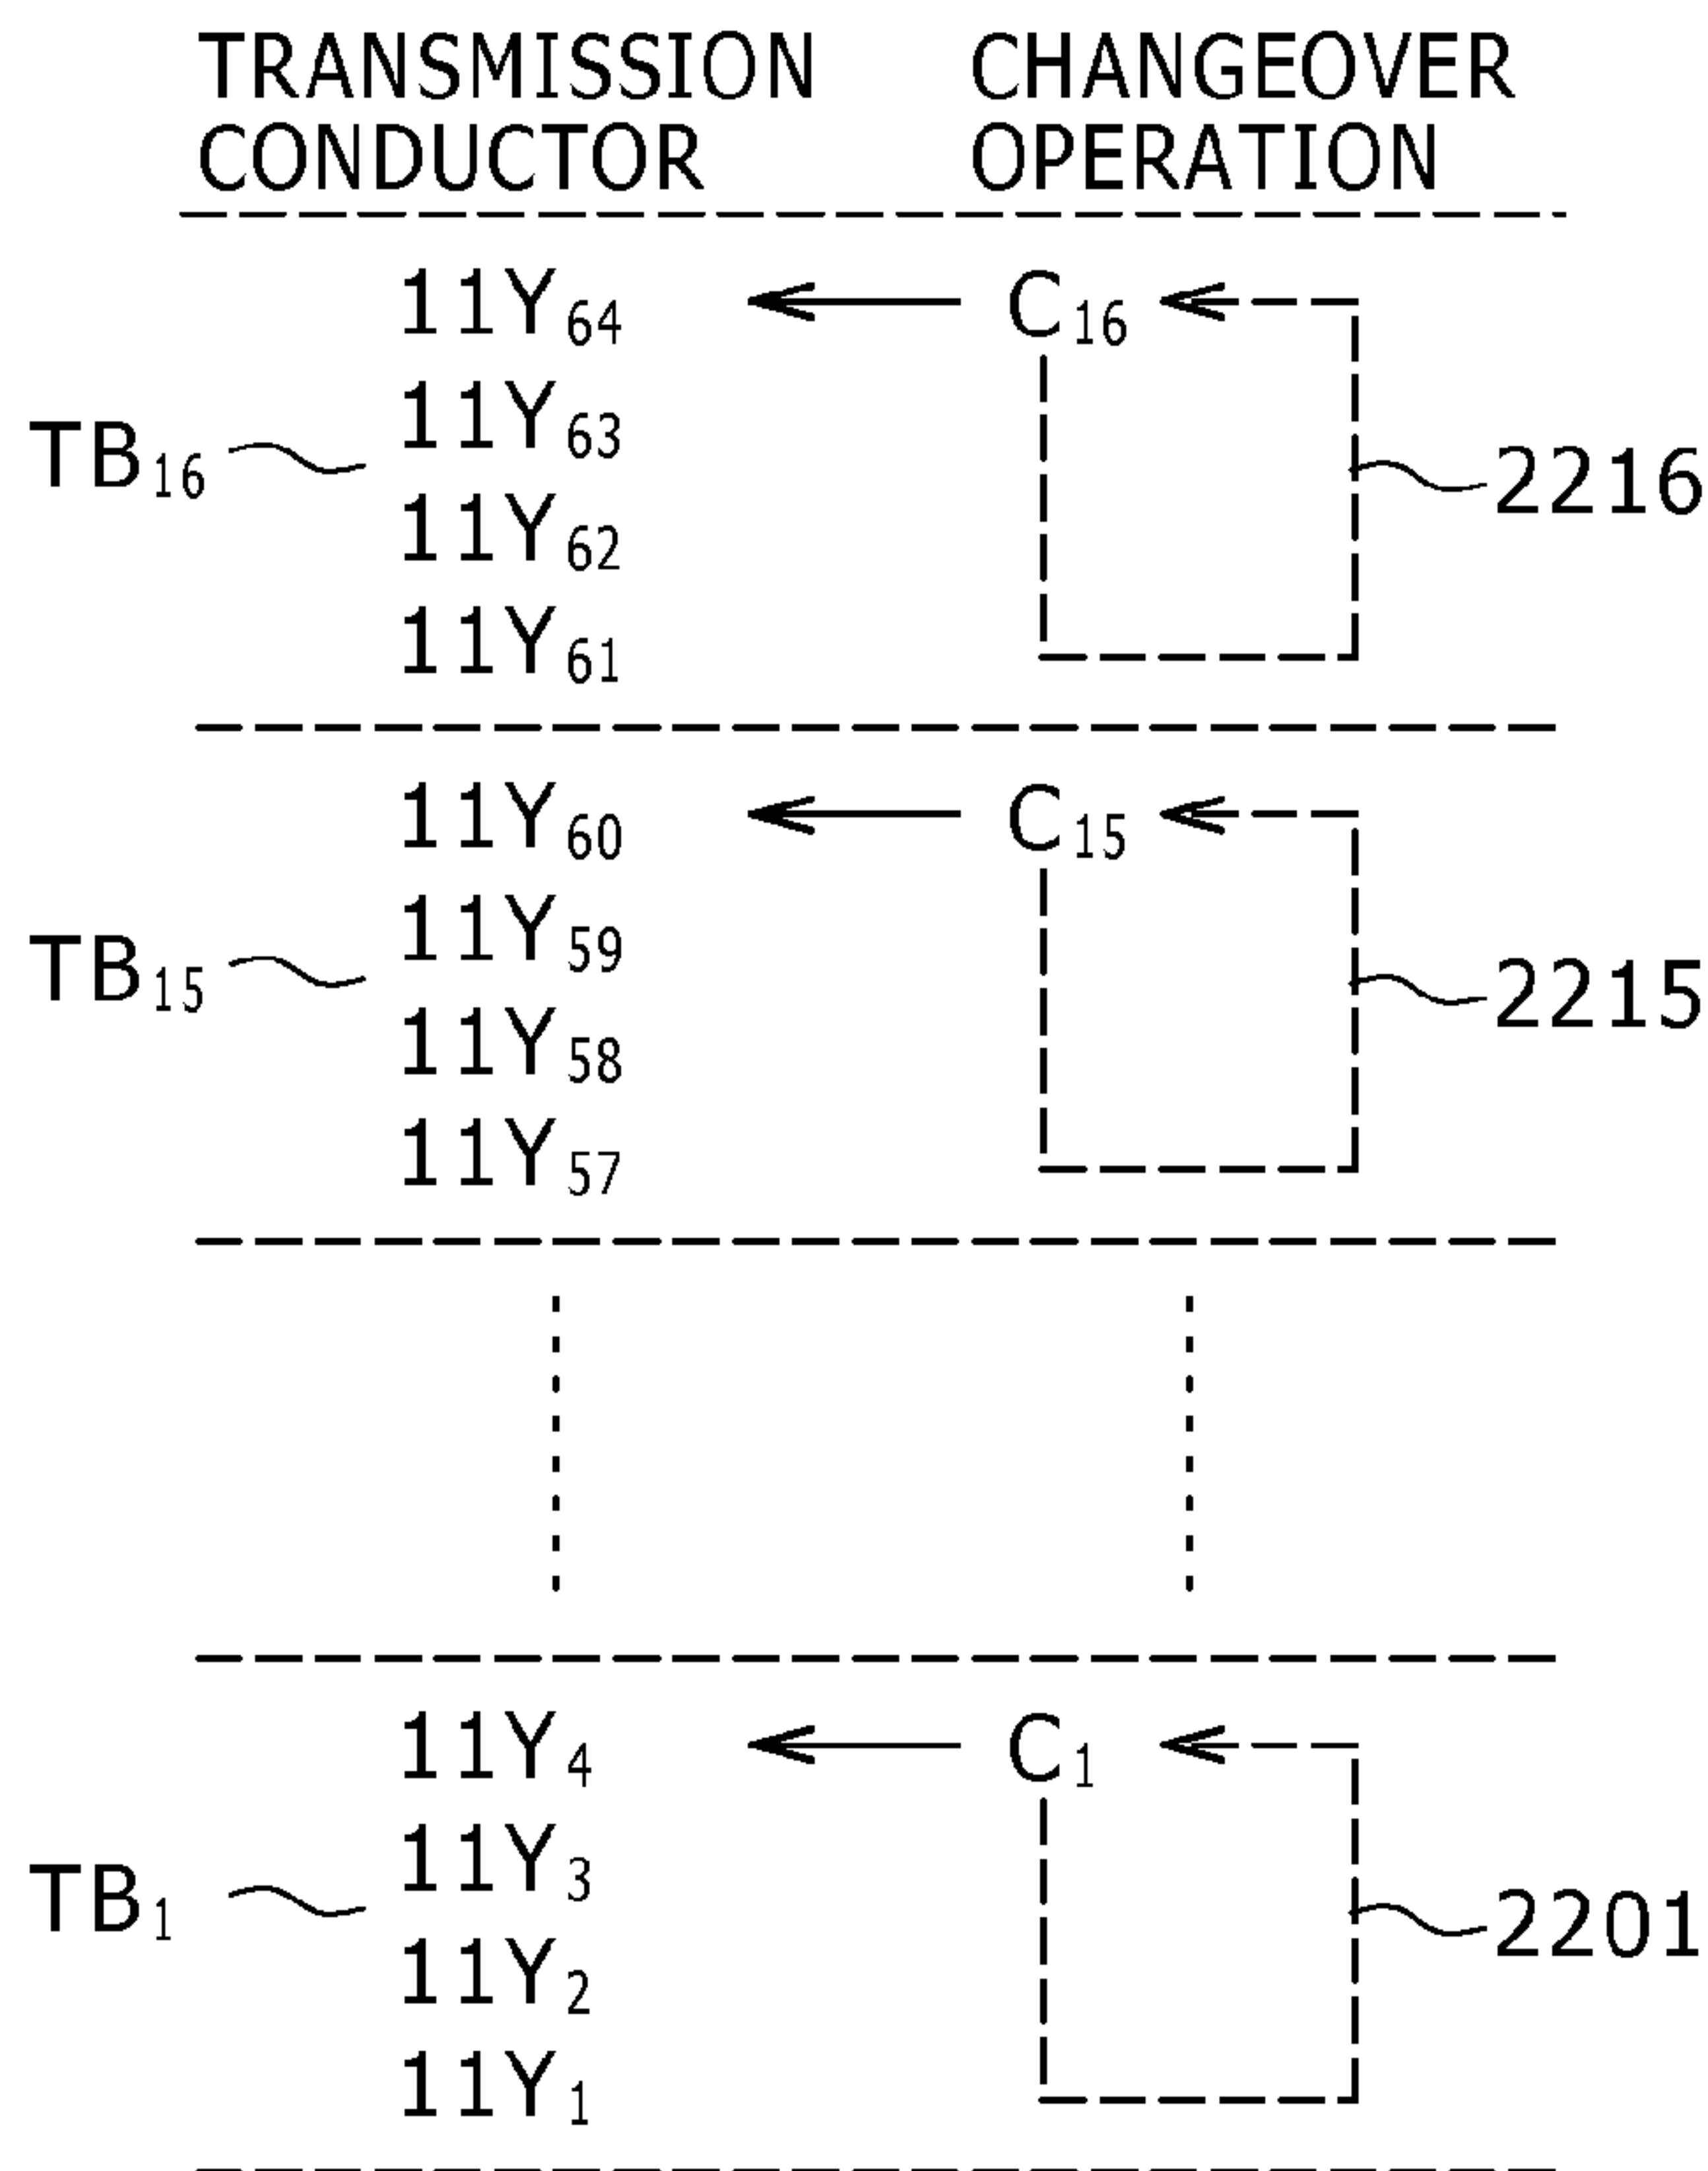 TRANSMISSION CONDUCTOR CHANGEOVER OPERATION
11Y64 C16
11Y63
TB16 2216
11Y62
11Y61
11Y60 C15
11Y59
TB15 2215
11Y58
11Y57
11Y4 C1
11Y3
TB1 2201
11Y2
11Y1